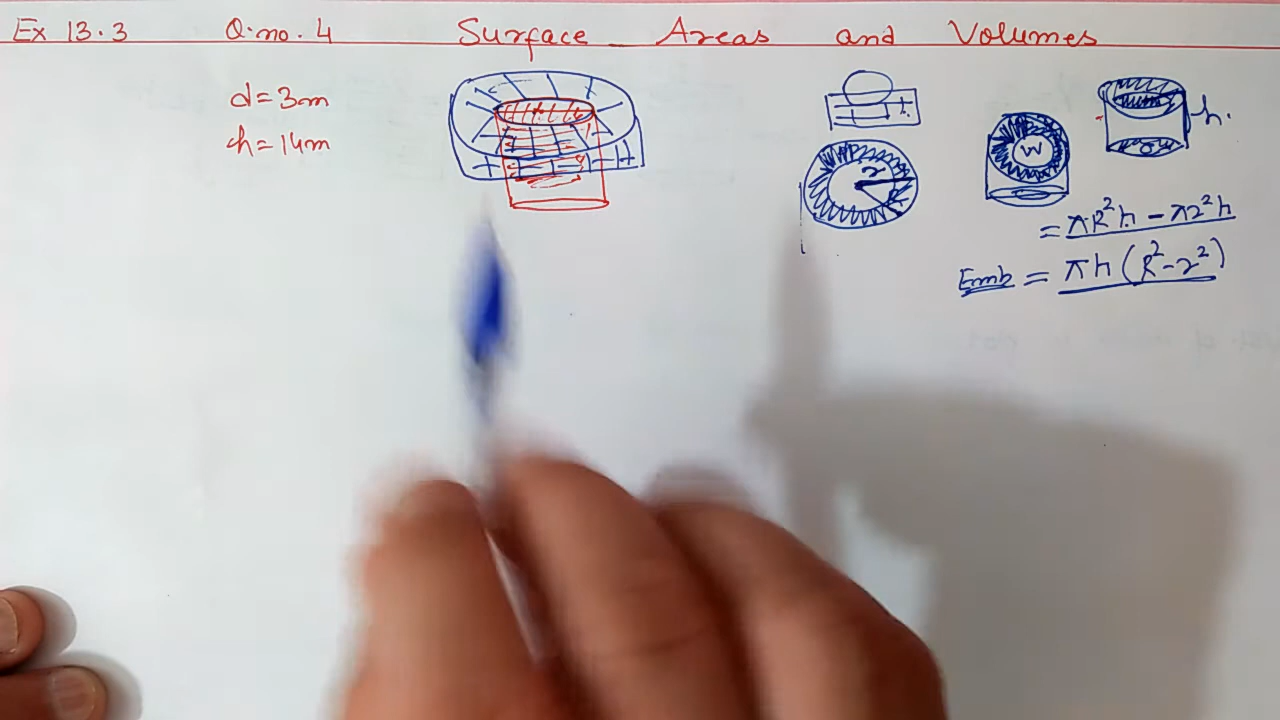 Ex 13.3 Q.no.4 Surface Areas and Volumes
d = 3m
h = 14m
r
W
h.
= πR²h - πr²h
Emb = πh (R² - r²)